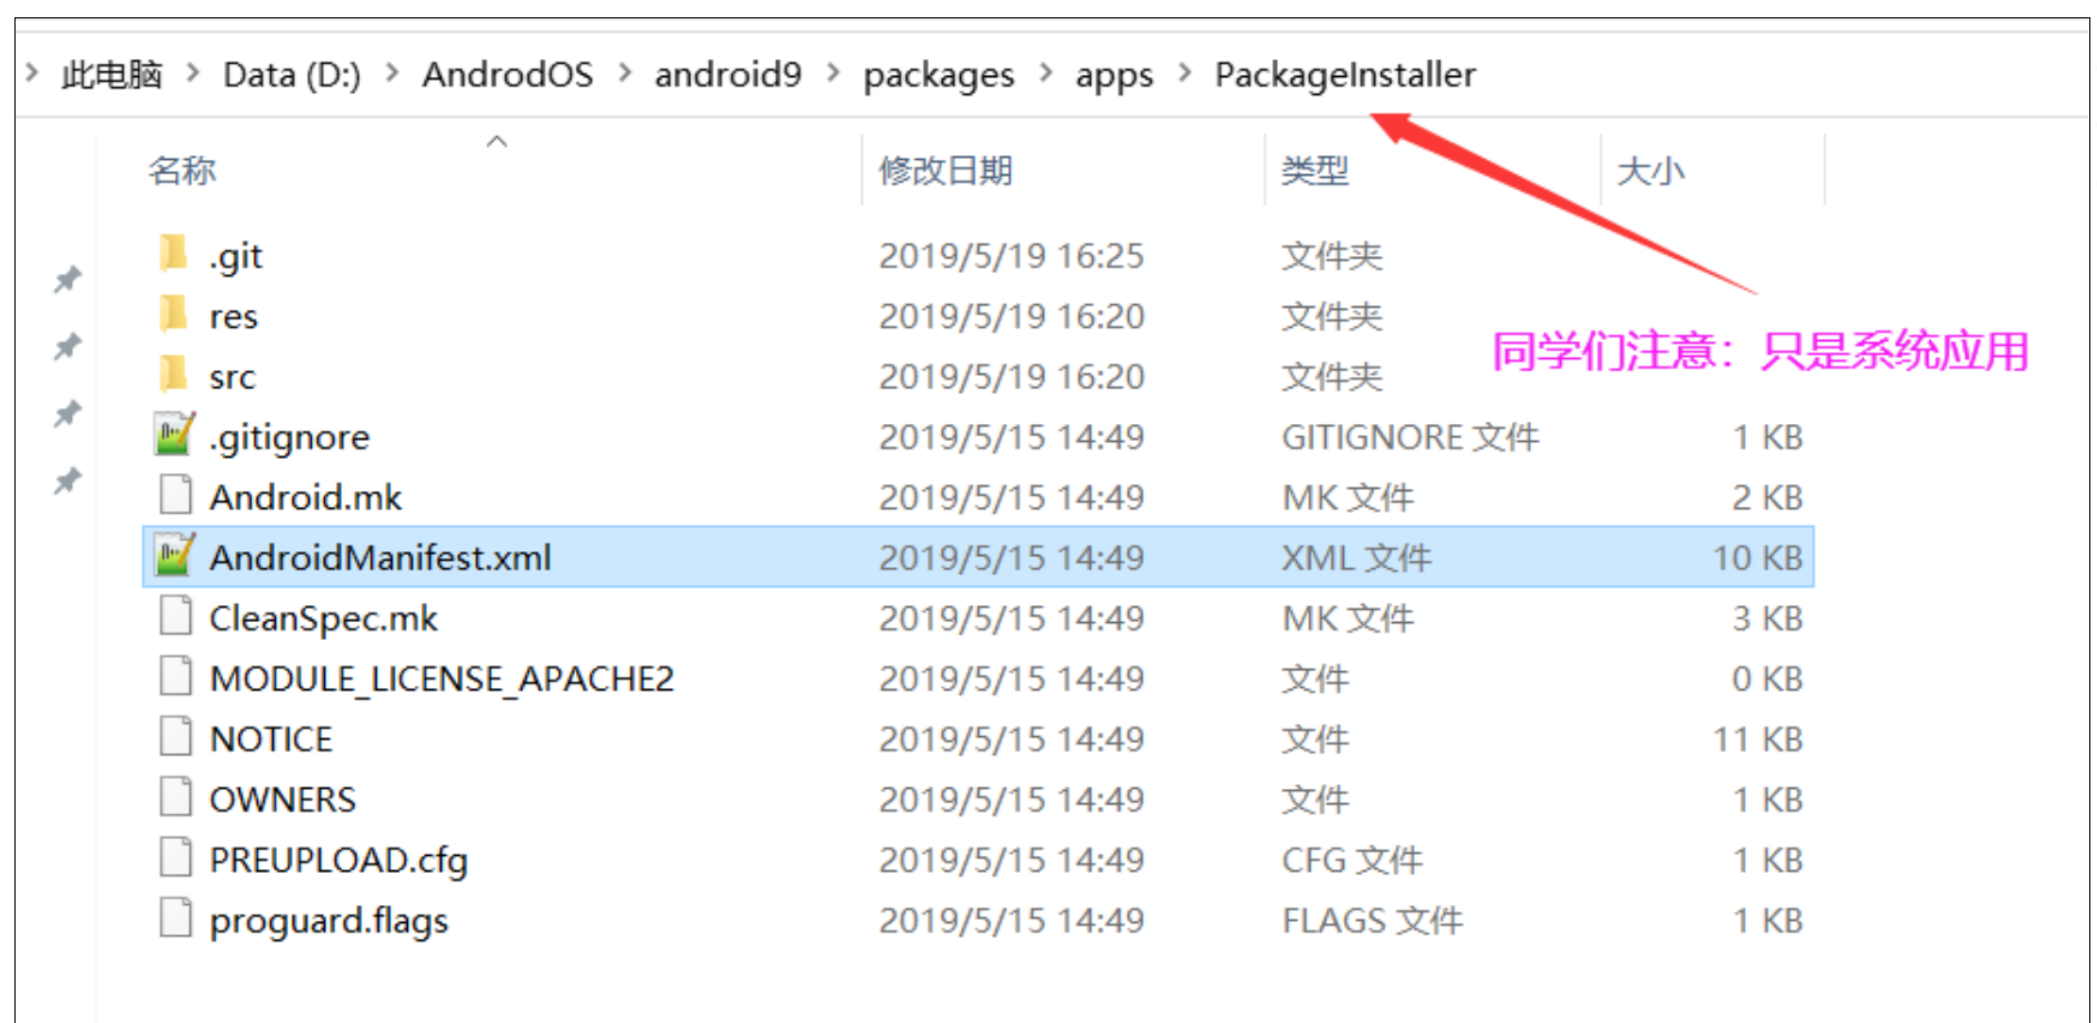 > 此电脑 > Data (D:) > AndrodOS > android9 > packages > apps > PackageInstaller
名称 修改日期 类型 大小
.git 2019/5/19 16:25 文件夹
res 2019/5/19 16:20 文件夹
同学们注意：只是系统应用
src 2019/5/19 16:20 文件夹
.gitignore 2019/5/15 14:49 GITIGNORE 文件 1 KB
Android.mk 2019/5/15 14:49 MK 文件 2 KB
AndroidManifest.xml 2019/5/15 14:49 XML 文件 10 KB
CleanSpec.mk 2019/5/15 14:49 MK 文件 3 KB
MODULE_LICENSE_APACHE2 2019/5/15 14:49 文件 0 KB
NOTICE 2019/5/15 14:49 文件 11 KB
OWNERS 2019/5/15 14:49 文件 1 KB
PREUPLOAD.cfg 2019/5/15 14:49 CFG 文件 1 KB
proguard.flags 2019/5/15 14:49 FLAGS 文件 1 KB